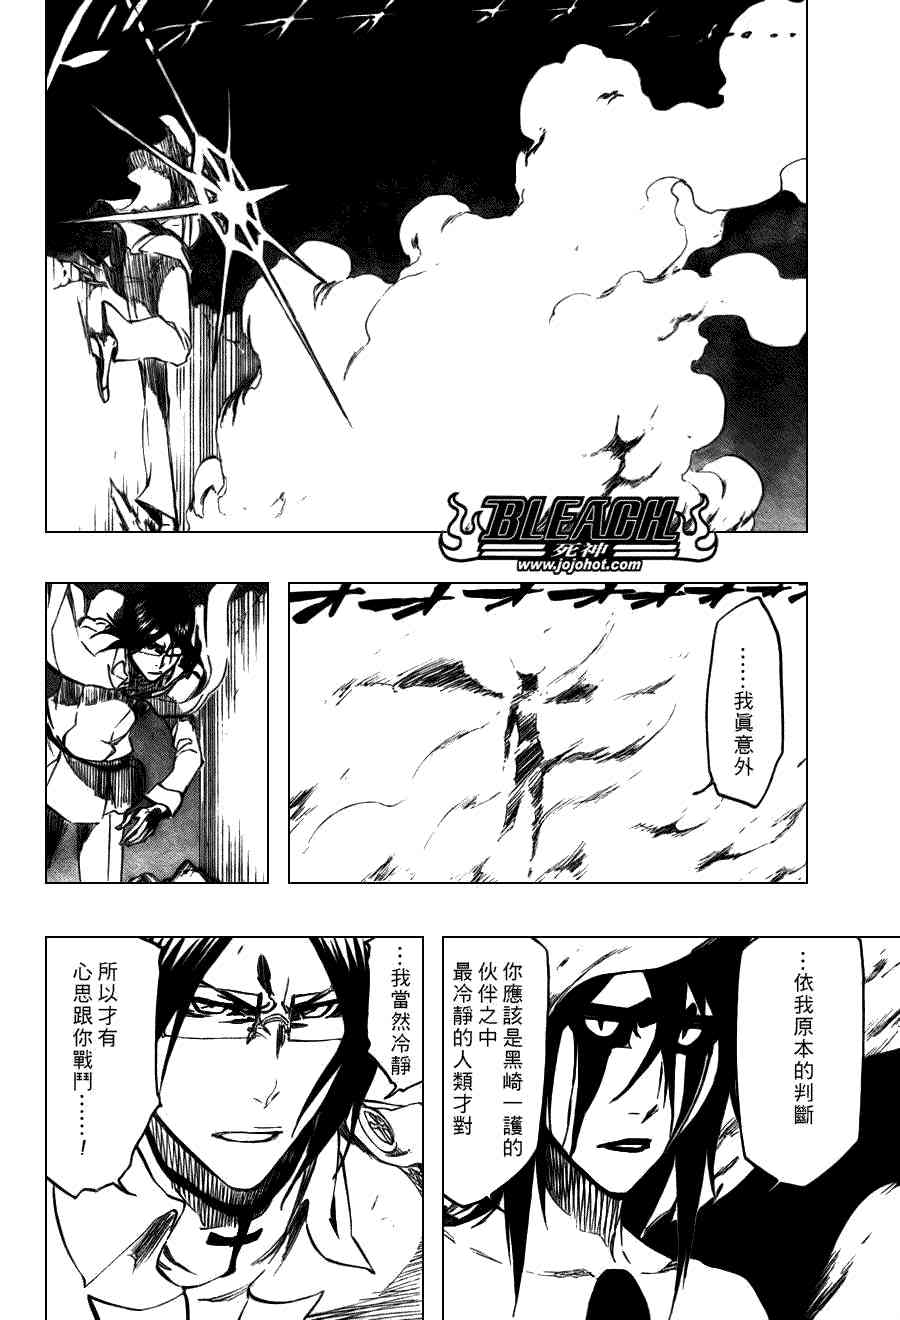 BLEACH
死神
www.jojohot.com
……我眞意外
…依我原本的判斷
你應該是黑崎一護的
伙伴之中
最冷靜的人類才對
…我當然冷靜
所以才有
心思跟你戰鬥……！